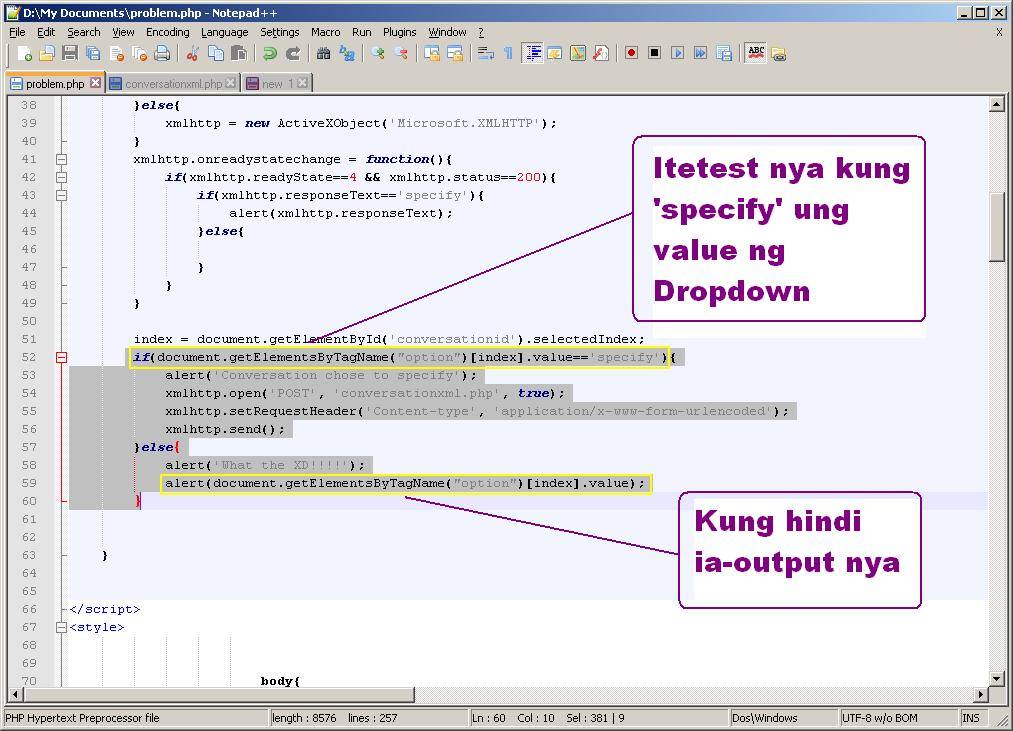 D:\My Documents\problem.php - Notepad++
File Edit Search View Encoding Language Settings Macro Run Plugins Window ? X
ABC
problem.php conversationxml.php new 1
38 }else{
39 xmlhttp = new ActiveXObject('Microsoft.XMLHTTP');
40 }
41 xmlhttp.onreadystatechange = function(){
42 if(xmlhttp.readyState==4 && xmlhttp.status==200){
43 if(xmlhttp.responseText=='specify'){
44 alert(xmlhttp.responseText);
45 }else{
46
47 }
48 }
49 }
50
51 index = document.getElementById('conversationid').selectedIndex;
52 if(document.getElementsByTagName("option")[index].value=='specify'){
53 alert('Conversation chose to specify');
54 xmlhttp.open('POST', 'conversationxml.php', true);
55 xmlhttp.setRequestHeader('Content-type', 'application/x-www-form-urlencoded');
56 xmlhttp.send();
57 }else{
58 alert('What the XD!!!!');
59 alert(document.getElementsByTagName("option")[index].value);
60 }
61
62
63 }
64
65
66 </script>
67 <style>
68
69
70 body{
Itetest nya kung
'specify' ung
value ng
Dropdown
Kung hindi
ia-output nya
PHP Hypertext Preprocessor file length : 8576 lines : 257 Ln : 60 Col : 10 Sel : 381 | 9 Dos\Windows UTF-8 w/o BOM INS